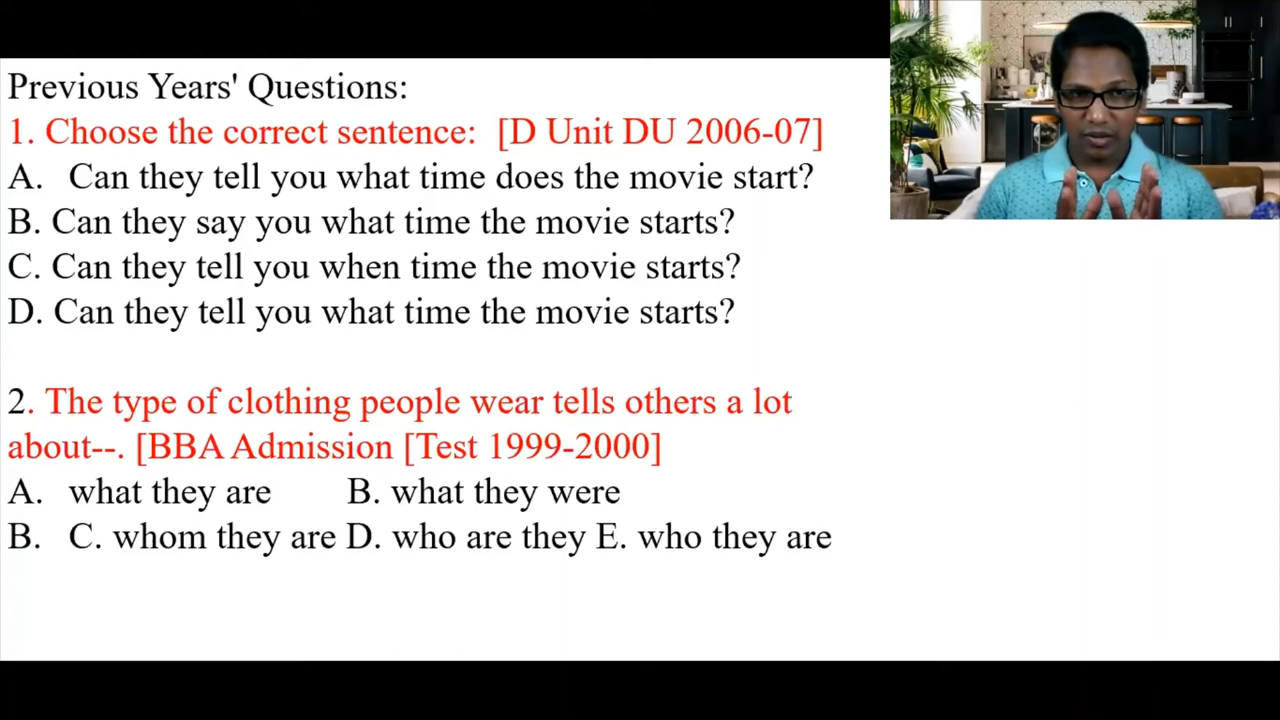 Previous Years' Questions:
1. Choose the correct sentence: [D Unit DU 2006-07]
A. Can they tell you what time does the movie start?
B. Can they say you what time the movie starts?
C. Can they tell you when time the movie starts?
D. Can they tell you what time the movie starts?
2. The type of clothing people wear tells others a lot
about--. [BBA Admission [Test 1999-2000]
A. what they are B. what they were
B. C. whom they are D. who are they E. who they are